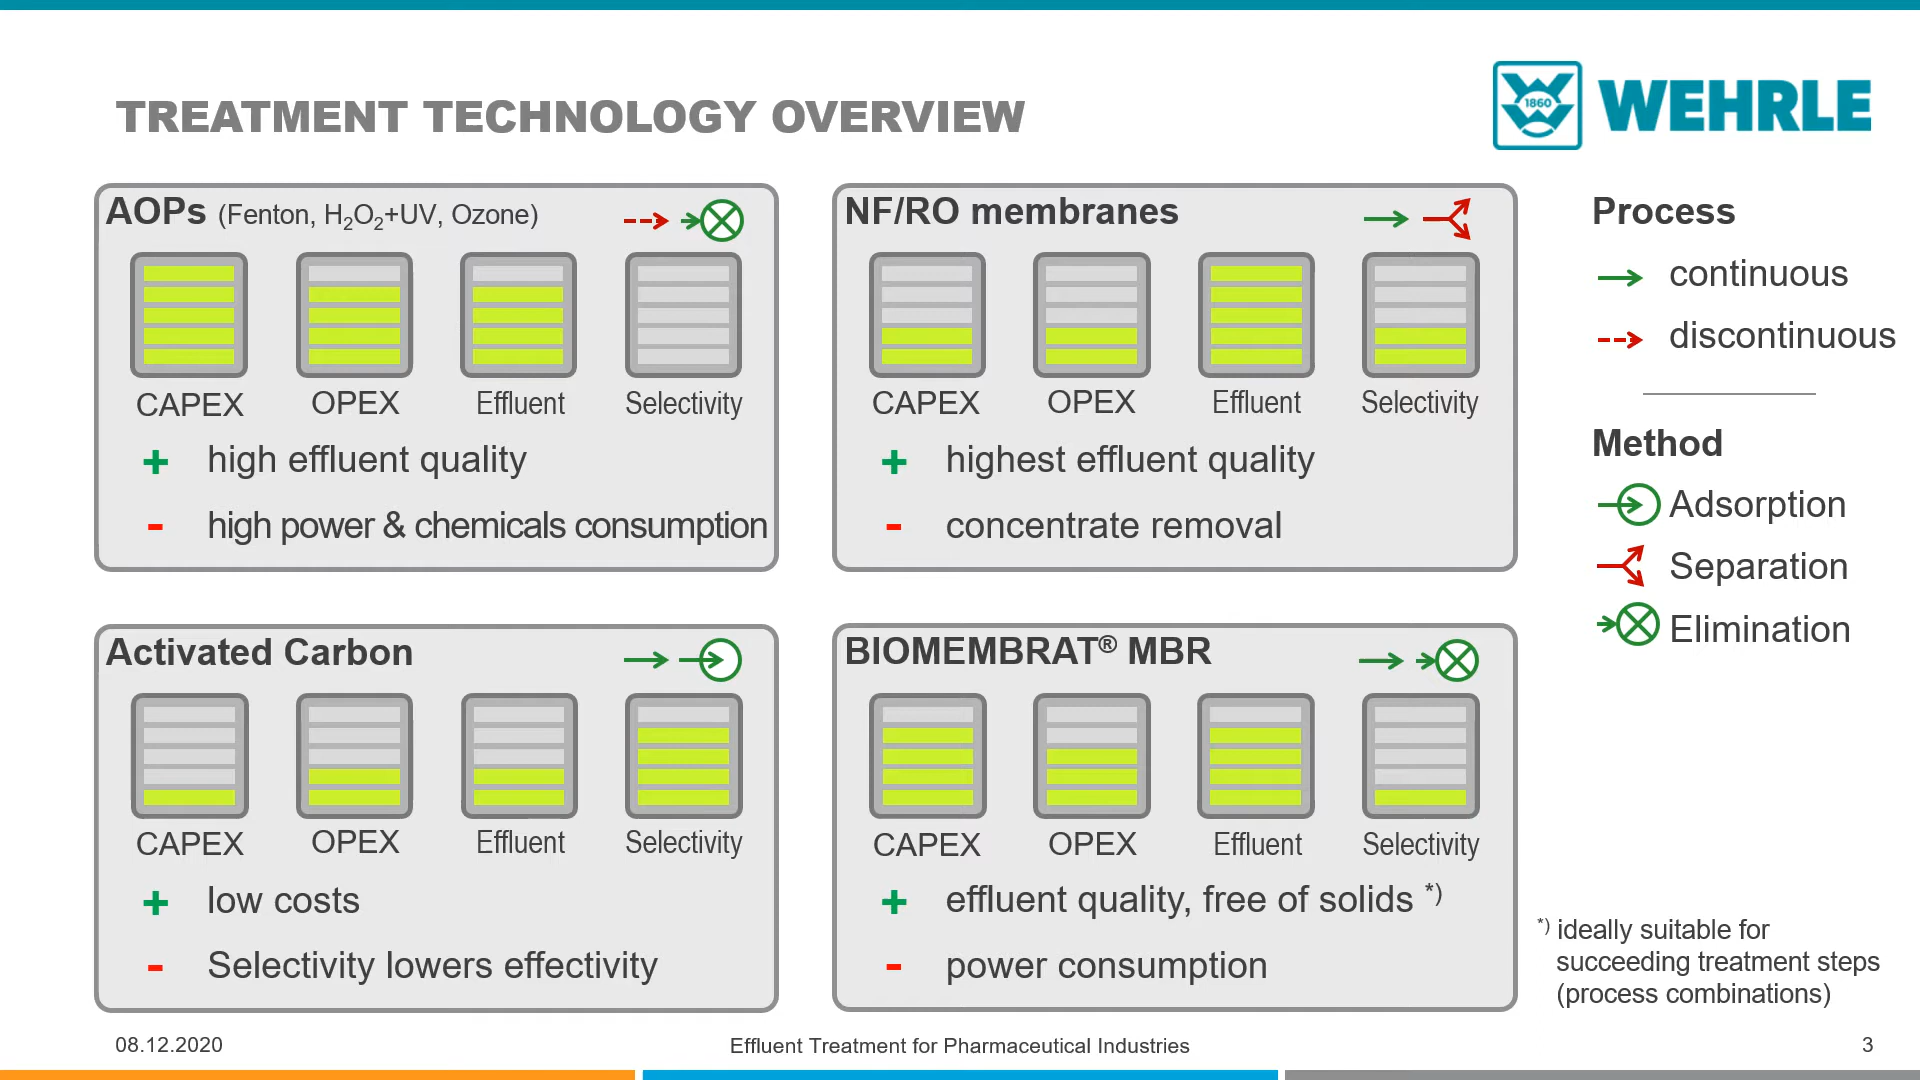 TREATMENT TECHNOLOGY OVERVIEW
1860
WEHRLE
AOPs (Fenton, H₂O₂+UV, Ozone)
CAPEX OPEX Effluent Selectivity
+ high effluent quality
- high power & chemicals consumption
NF/RO membranes
CAPEX OPEX Effluent Selectivity
+ highest effluent quality
- concentrate removal
Activated Carbon
CAPEX OPEX Effluent Selectivity
+ low costs
- Selectivity lowers effectivity
BIOMEMBRAT® MBR
CAPEX OPEX Effluent Selectivity
+ effluent quality, free of solids *)
- power consumption
Process
continuous
discontinuous
Method
Adsorption
Separation
Elimination
*) ideally suitable for
succeeding treatment steps
(process combinations)
08.12.2020
Effluent Treatment for Pharmaceutical Industries
3